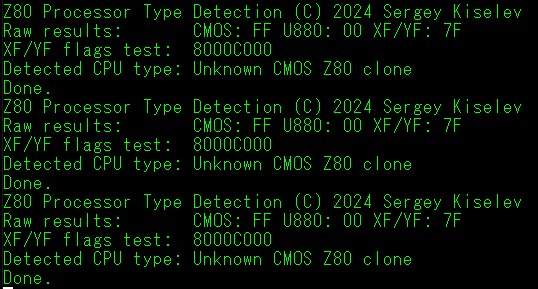 Z80 Processor Type Detection (C) 2024 Sergey Kiselev
Raw results:       CMOS: FF U880: 00 XF/YF: 7F
XF/YF flags test:  8000C000
Detected CPU type: Unknown CMOS Z80 clone
Done.
Z80 Processor Type Detection (C) 2024 Sergey Kiselev
Raw results:       CMOS: FF U880: 00 XF/YF: 7F
XF/YF flags test:  8000C000
Detected CPU type: Unknown CMOS Z80 clone
Done.
Z80 Processor Type Detection (C) 2024 Sergey Kiselev
Raw results:       CMOS: FF U880: 00 XF/YF: 7F
XF/YF flags test:  8000C000
Detected CPU type: Unknown CMOS Z80 clone
Done.